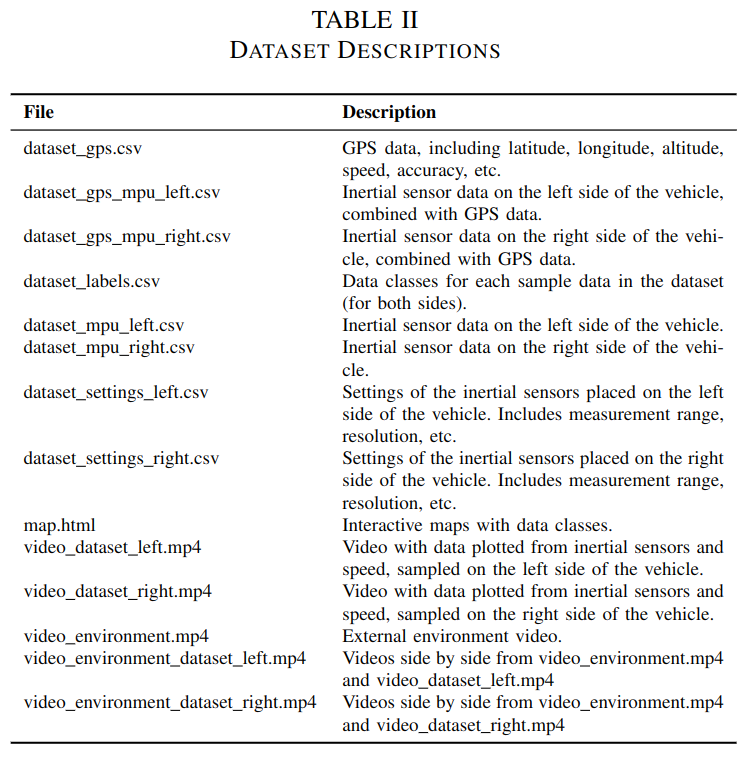 TABLE II
DATASET DESCRIPTIONS
File Description
dataset_gps.csv GPS data, including latitude, longitude, altitude,
speed, accuracy, etc.
dataset_gps_mpu_left.csv Inertial sensor data on the left side of the vehicle,
combined with GPS data.
dataset_gps_mpu_right.csv Inertial sensor data on the right side of the vehi-
cle, combined with GPS data.
dataset_labels.csv Data classes for each sample data in the dataset
(for both sides).
dataset_mpu_left.csv Inertial sensor data on the left side of the vehicle.
dataset_mpu_right.csv Inertial sensor data on the right side of the vehi-
cle.
dataset_settings_left.csv Settings of the inertial sensors placed on the left
side of the vehicle. Includes measurement range,
resolution, etc.
dataset_settings_right.csv Settings of the inertial sensors placed on the right
side of the vehicle. Includes measurement range,
resolution, etc.
map.html Interactive maps with data classes.
video_dataset_left.mp4 Video with data plotted from inertial sensors and
speed, sampled on the left side of the vehicle.
video_dataset_right.mp4 Video with data plotted from inertial sensors and
speed, sampled on the right side of the vehicle.
video_environment.mp4 External environment video.
video_environment_dataset_left.mp4 Videos side by side from video_environment.mp4
and video_dataset_left.mp4
video_environment_dataset_right.mp4 Videos side by side from video_environment.mp4
and video_dataset_right.mp4